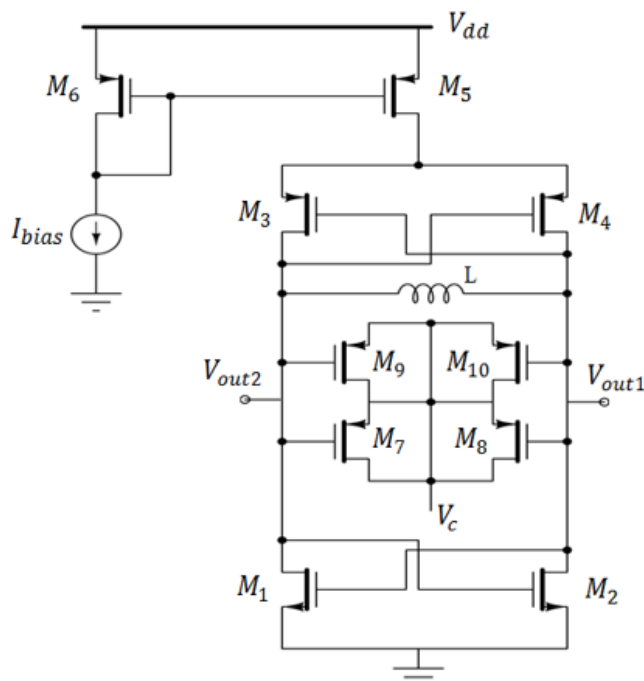 V_dd
M_6
M_5
M_3
M_4
I_bias
L
M_9
M_10
V_out2
V_out1
M_7
M_8
V_c
M_1
M_2